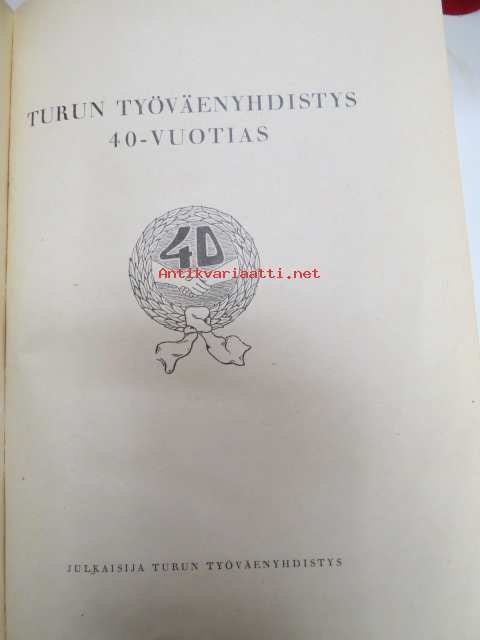 TURUN TYÖVÄENYHDISTYS
40-VUOTIAS
40
Antikvariaatti.net
JULKAISIJA TURUN TYÖVÄENYHDISTYS